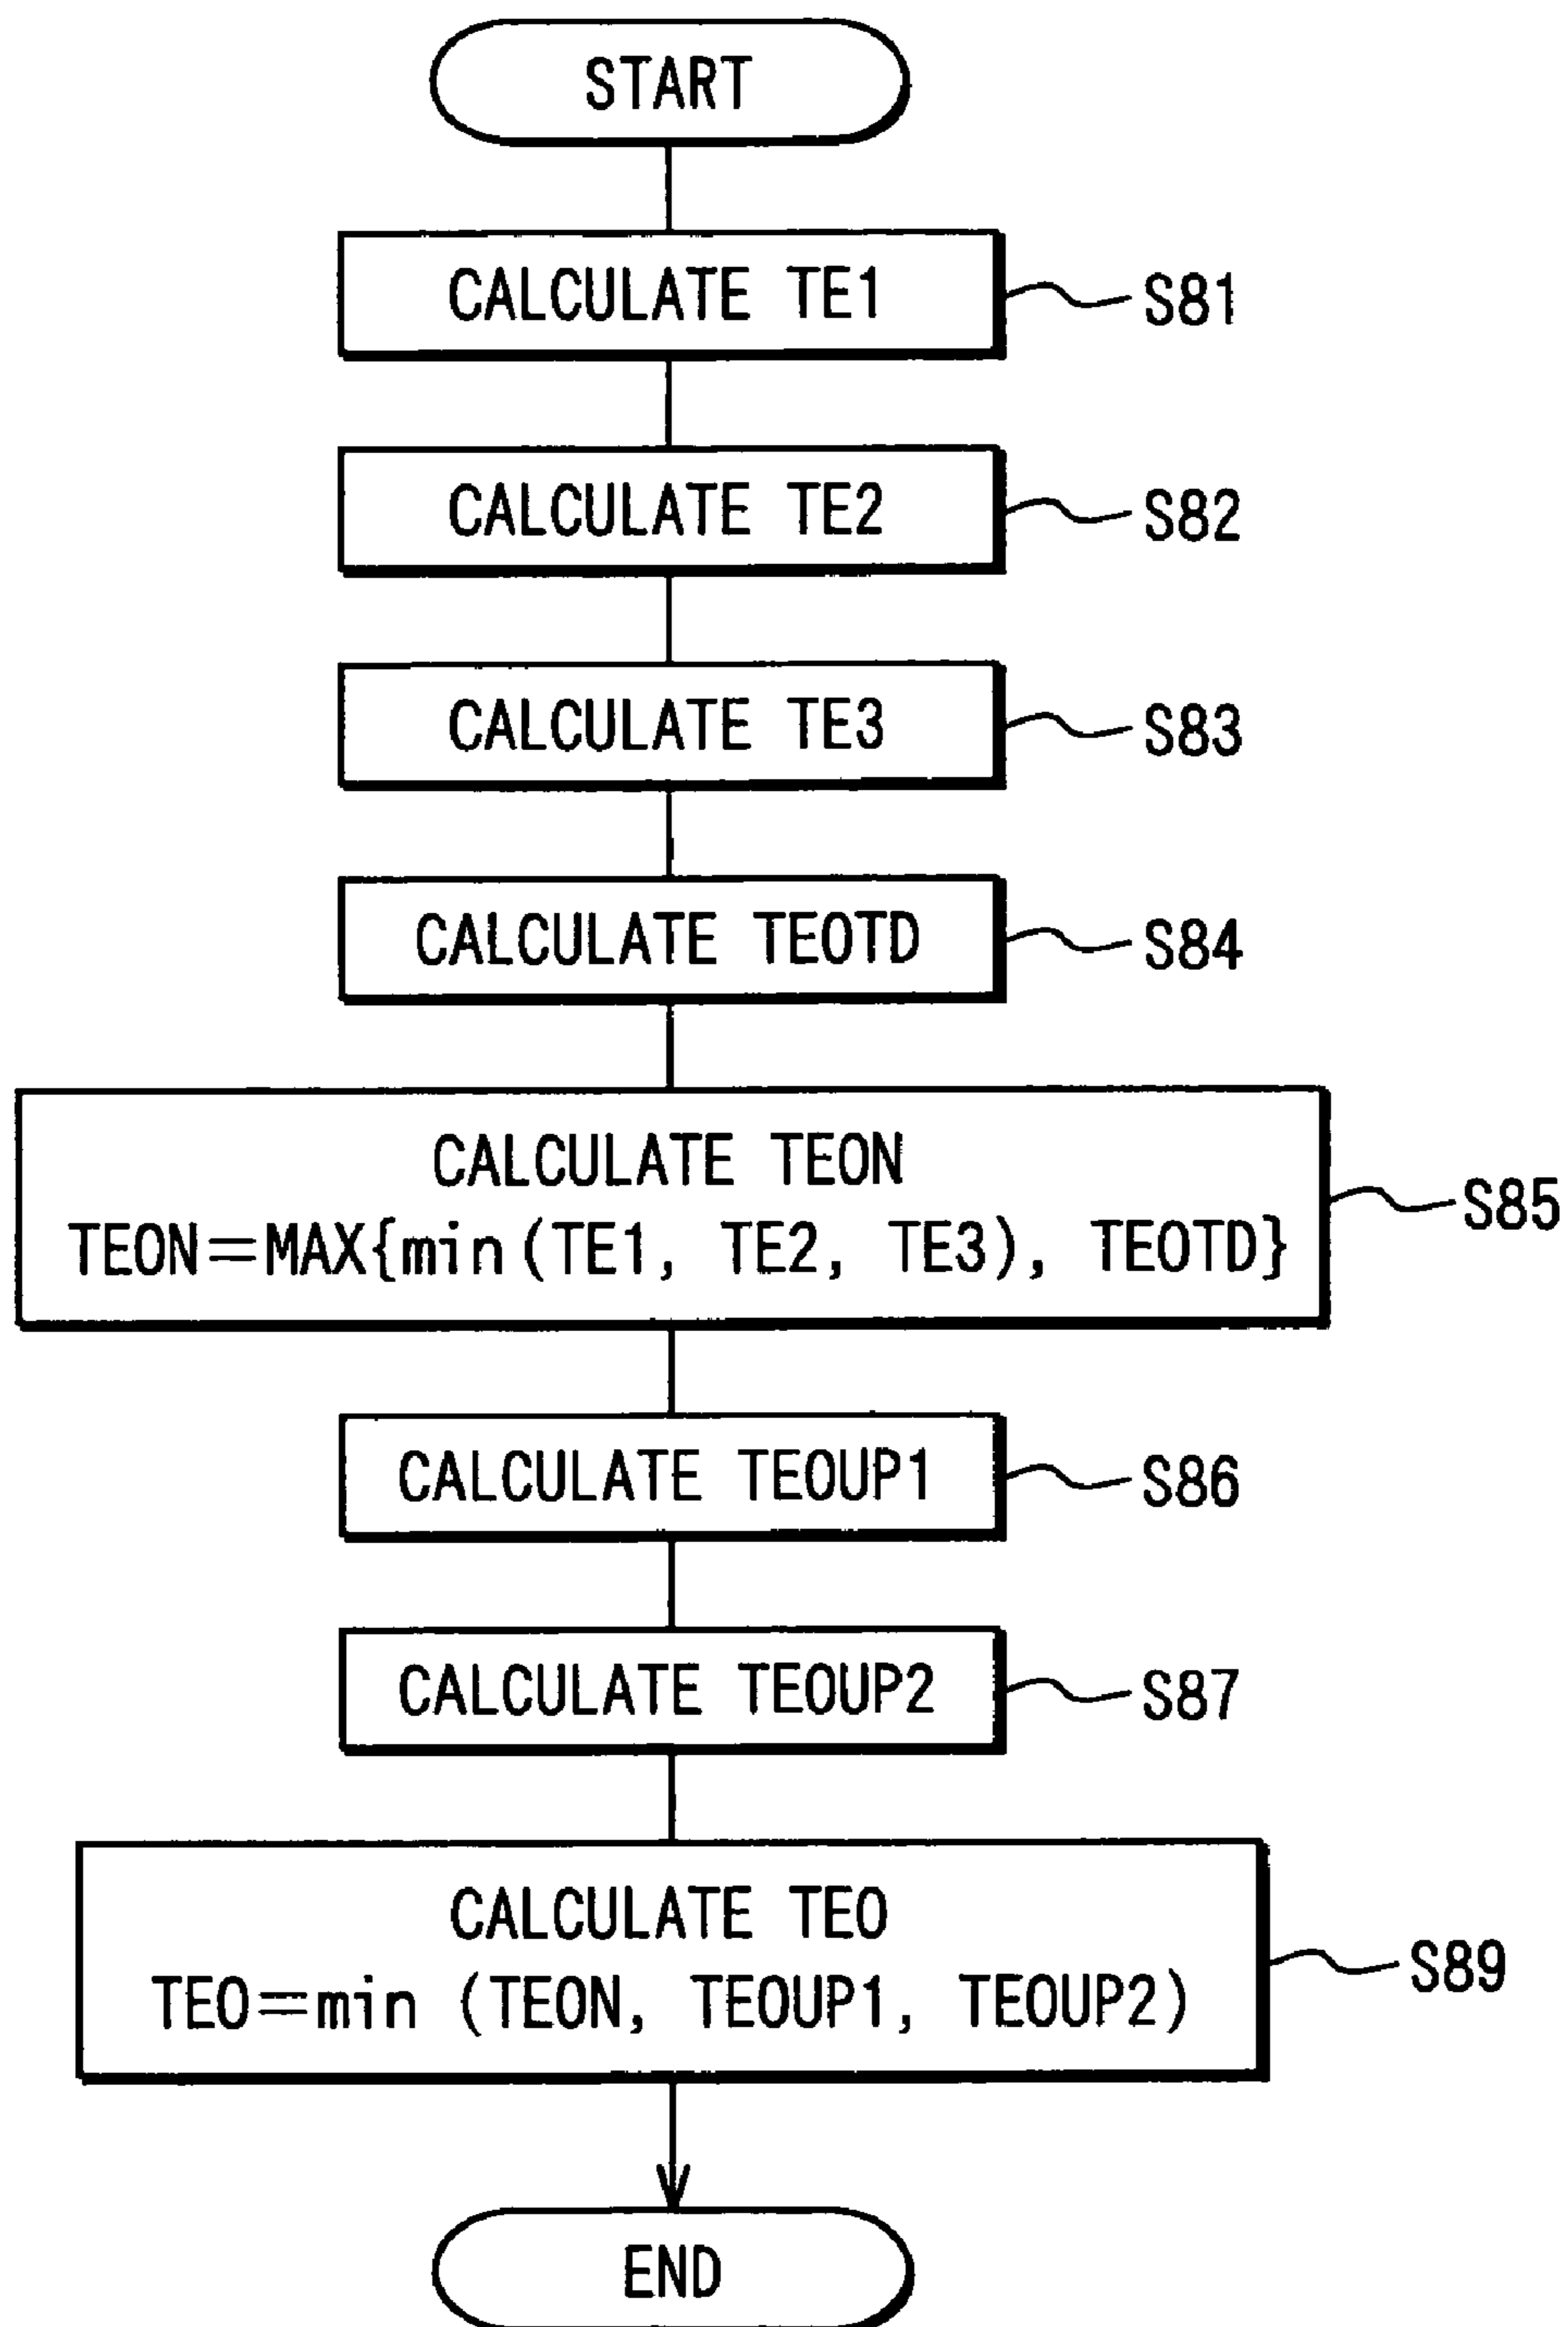 START
CALCULATE TE1
S81
CALCULATE TE2
S82
CALCULATE TE3
S83
CALCULATE TEOTD
S84
CALCULATE TEON
TEON=MAX{min(TE1, TE2, TE3), TEOTD}
S85
CALCULATE TEOUP1
S86
CALCULATE TEOUP2
S87
CALCULATE TEO
TEO=min (TEON, TEOUP1, TEOUP2)
S89
END